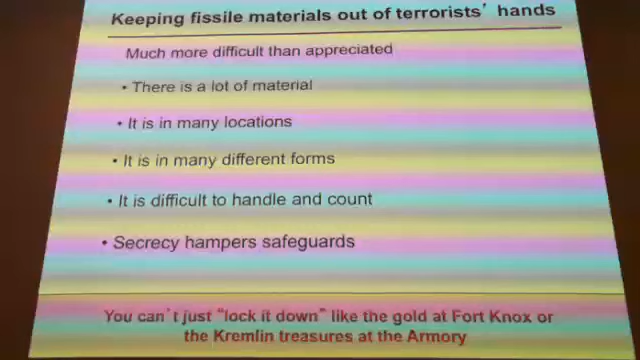 Keeping fissile materials out of terrorists' hands
Much more difficult than appreciated
• There is a lot of material
• It is in many locations
• It is in many different forms
• It is difficult to handle and count
• Secrecy hampers safeguards
You can't just "lock it down" like the gold at Fort Knox or
the Kremlin treasures at the Armory